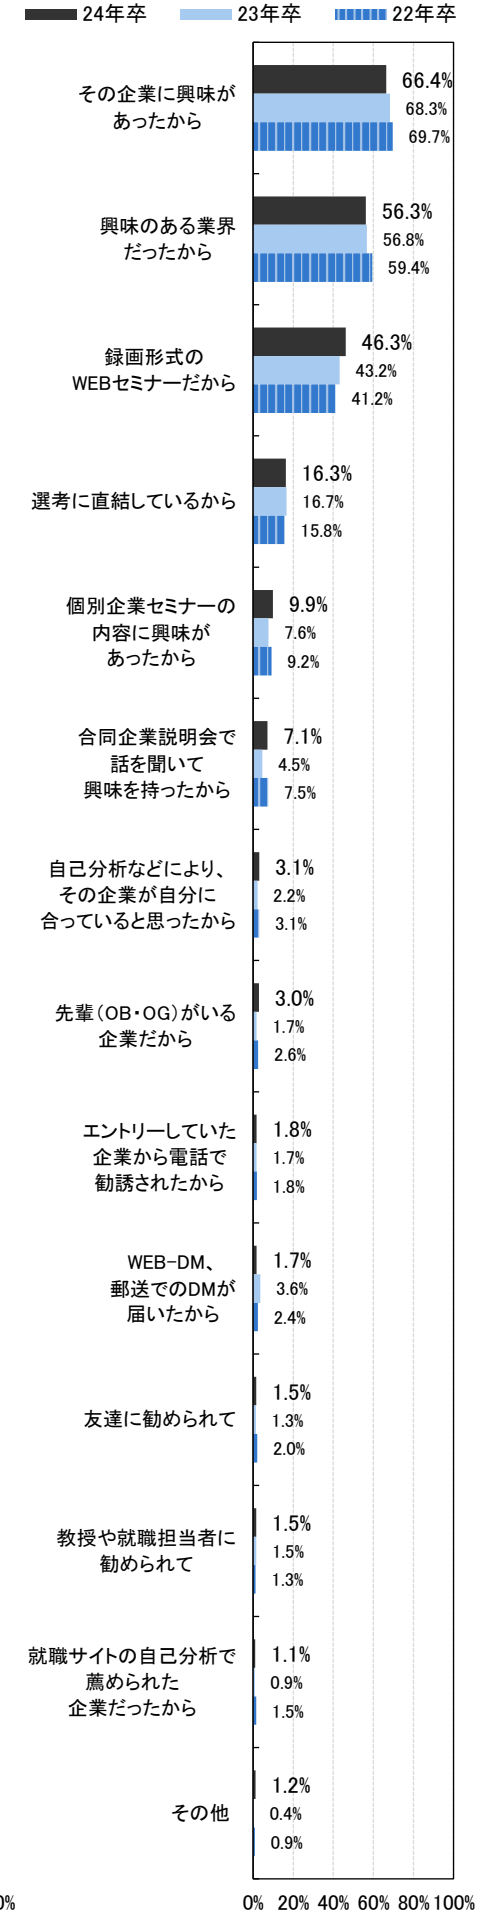 24年卒 23年卒 22年卒
その企業に興味が
あったから
66.4%
68.3%
69.7%
興味のある業界
だったから
56.3%
56.8%
59.4%
録画形式の
WEBセミナーだから
46.3%
43.2%
41.2%
選考に直結しているから
16.3%
16.7%
15.8%
個別企業セミナーの
内容に興味が
あったから
9.9%
7.6%
9.2%
合同企業説明会で
話を聞いて
興味を持ったから
7.1%
4.5%
7.5%
自己分析などにより、
その企業が自分に
合っていると思ったから
3.1%
2.2%
3.1%
先輩（OB・OG）がいる
企業だから
3.0%
1.7%
2.6%
エントリーしていた
企業から電話で
勧誘されたから
1.8%
1.7%
1.8%
WEB-DM、
郵送でのDMが
届いたから
1.7%
3.6%
2.4%
友達に勧められて
1.5%
1.3%
2.0%
教授や就職担当者に
勧められて
1.5%
1.5%
1.3%
就職サイトの自己分析で
薦められた
企業だったから
1.1%
0.9%
1.5%
その他
1.2%
0.4%
0.9%
0% 0% 20% 40% 60% 80% 100%